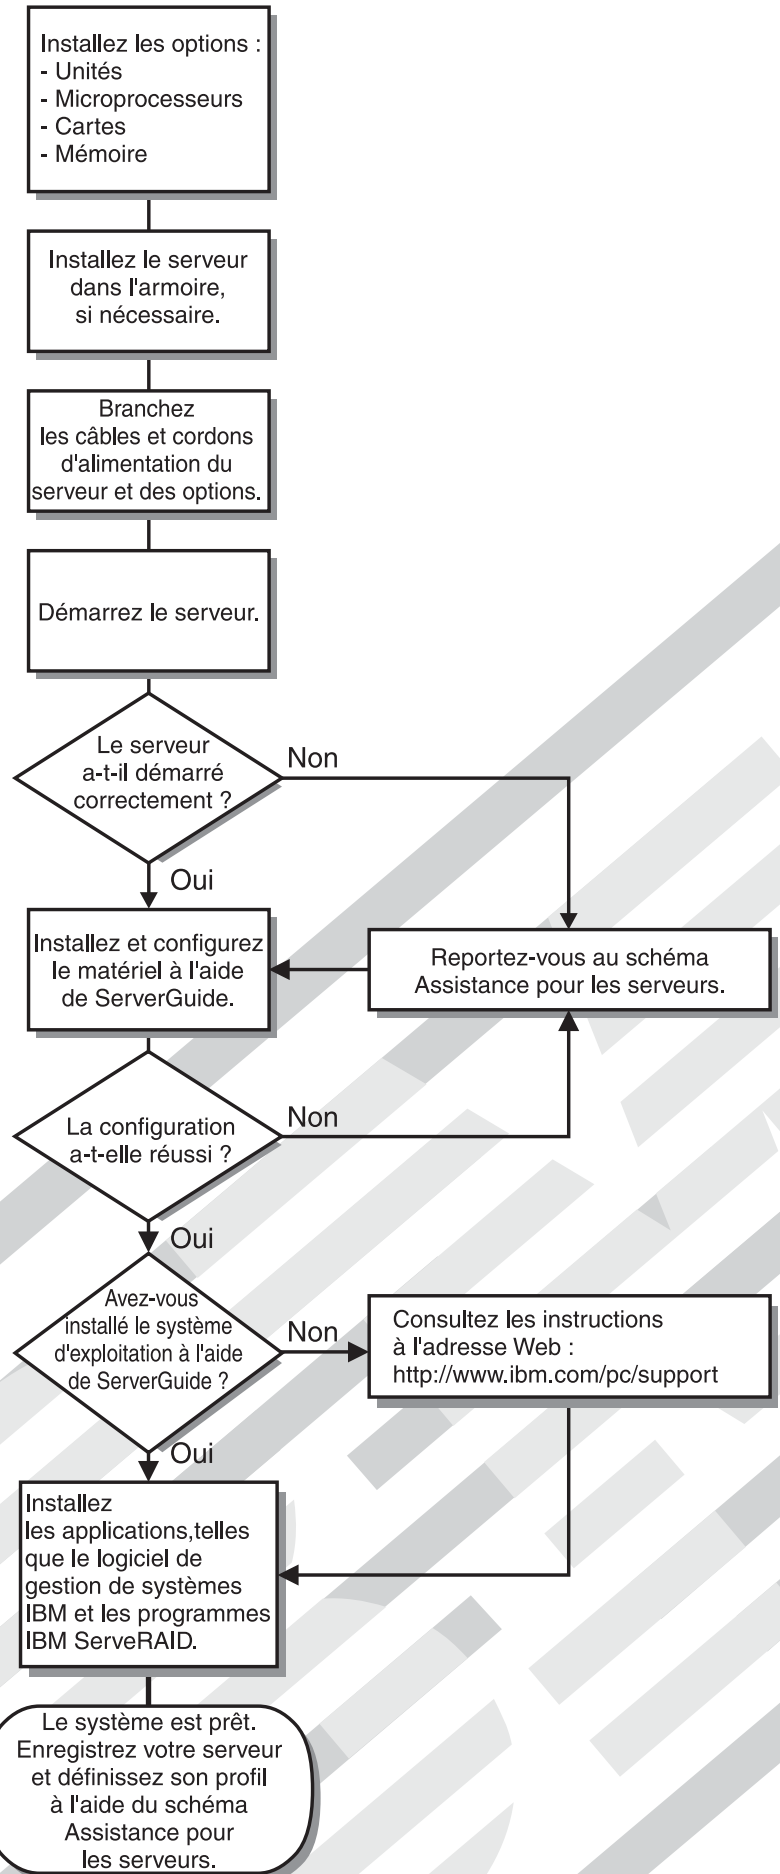 Installez les options :
- Unités
- Microprocesseurs
- Cartes
- Mémoire
Installez le serveur
dans l'armoire,
si nécessaire.
Branchez
les câbles et cordons
d'alimentation du
serveur et des options.
Démarrez le serveur.
Le serveur
a-t-il démarré
correctement ?
Non
Oui
Installez et configurez
le matériel à l'aide
de ServerGuide.
Reportez-vous au schéma
Assistance pour les serveurs.
La configuration
a-t-elle réussi ?
Non
Oui
Avez-vous
installé le système
d'exploitation à l'aide
de ServerGuide ?
Non
Consultez les instructions
à l'adresse Web :
http://www.ibm.com/pc/support
Oui
Installez
les applications,telles
que le logiciel de
gestion de systèmes
IBM et les programmes
IBM ServeRAID.
Le système est prêt.
Enregistrez votre serveur
et définissez son profil
à l'aide du schéma
Assistance pour
les serveurs.